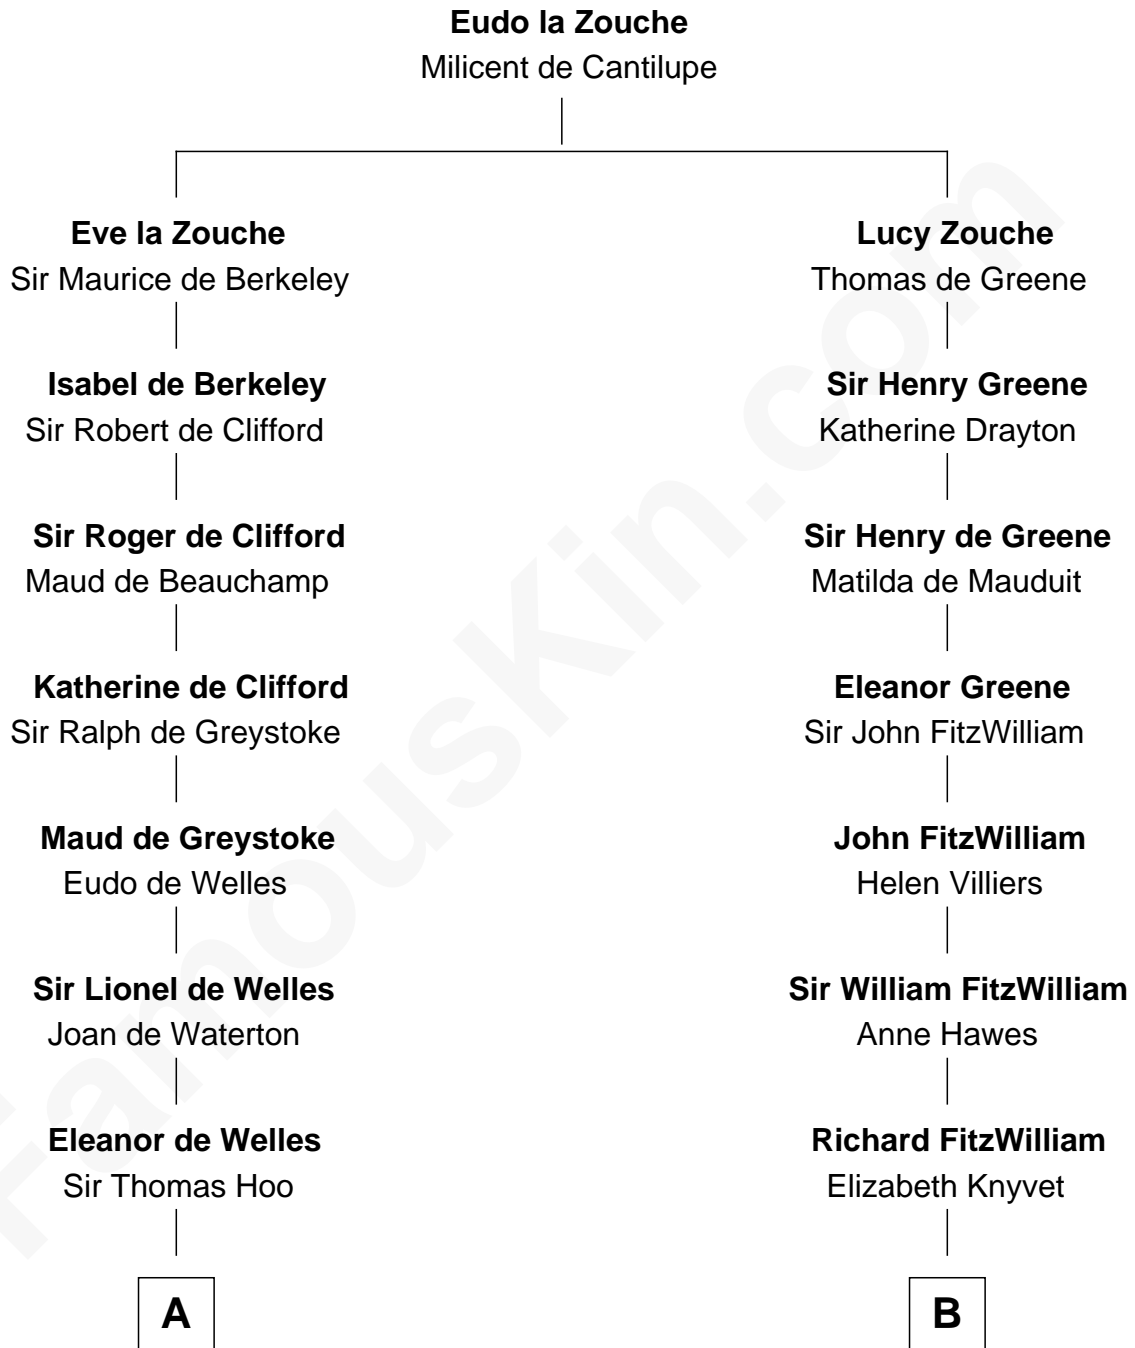 Eudo la Zouche
Milicent de Cantilupe
Eve la Zouche
Sir Maurice de Berkeley
Isabel de Berkeley
Sir Robert de Clifford
Sir Roger de Clifford
Maud de Beauchamp
Katherine de Clifford
Sir Ralph de Greystoke
Maud de Greystoke
Eudo de Welles
Sir Lionel de Welles
Joan de Waterton
Eleanor de Welles
Sir Thomas Hoo
A
Lucy Zouche
Thomas de Greene
Sir Henry Greene
Katherine Drayton
Sir Henry de Greene
Matilda de Mauduit
Eleanor Greene
Sir John FitzWilliam
John FitzWilliam
Helen Villiers
Sir William FitzWilliam
Anne Hawes
Richard FitzWilliam
Elizabeth Knyvet
B
FamousKin.com